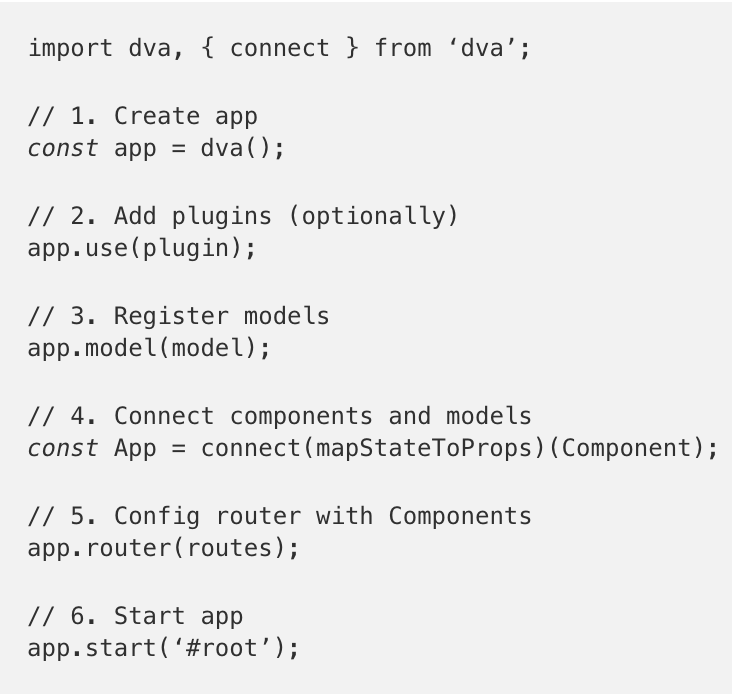 import dva, { connect } from ‘dva’;
// 1. Create app
const app = dva();
// 2. Add plugins (optionally)
app.use(plugin);
// 3. Register models
app.model(model);
// 4. Connect components and models
const App = connect(mapStateToProps)(Component);
// 5. Config router with Components
app.router(routes);
// 6. Start app
app.start(‘#root’);